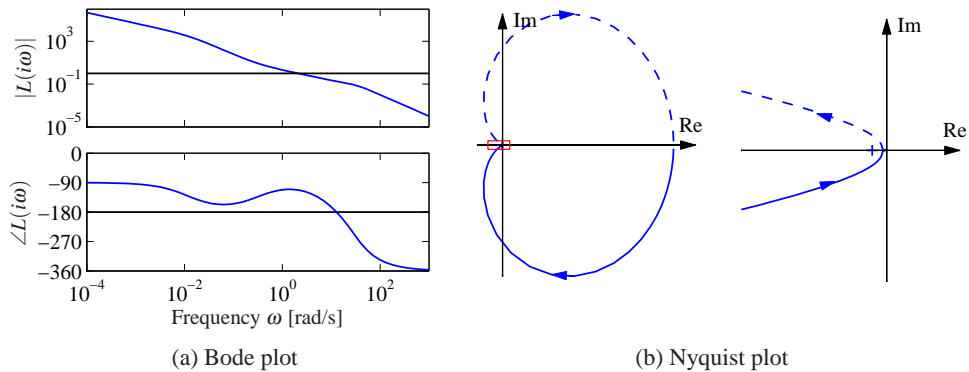 10^3
10^-1
10^-5
|L(iω)|
0
−90
−180
−270
−360
∠L(iω)
10^-4
10^-2
10^0
10^2
Frequency ω [rad/s]
(a) Bode plot
Im
Re
Im
Re
(b) Nyquist plot